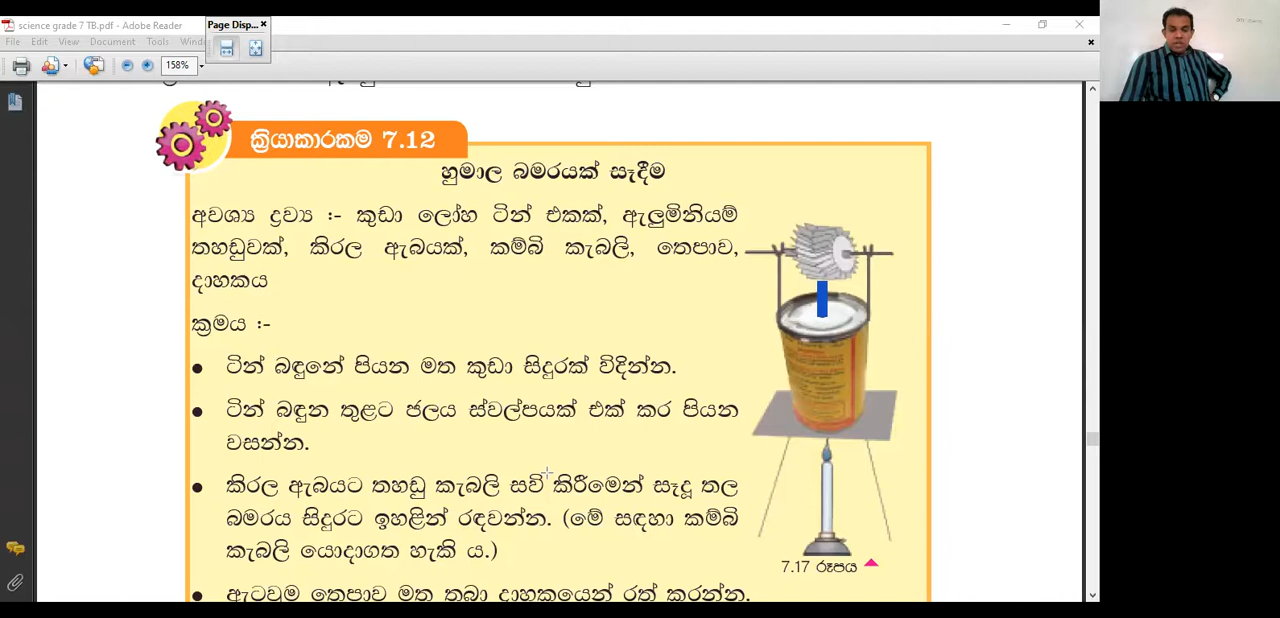 science grade 7 TB.pdf - Adobe Reader
Page Disp...
File Edit View Document Tools Wind
158%
ක්‍රියාකාරකම 7.12
හුමාල බමරයක් සෑදීම
අවශ්‍ය ද්‍රව්‍ය :- කුඩා ලෝහ ටින් එකක්, ඇලුමිනියම්
තහඩුවක්, කිරල ඇබයක්, කම්බි කැබලි, තෙපාව,
දාහකය
ක්‍රමය :-
• ටින් බඳුනේ පියන මත කුඩා සිදුරක් විදින්න.
• ටින් බඳුන තුළට ජලය ස්වල්පයක් එක් කර පියන
වසන්න.
• කිරල ඇබයට තහඩු කැබලි සවි කිරීමෙන් සෑදූ තල
බමරය සිදුරට ඉහළින් රඳවන්න. (මේ සඳහා කම්බි
කැබලි යොදාගත හැකි ය.)
• ඇටවුම තෙපාව මත තබා දාහකයෙන් රත් කරන්න.
7.17 රූපය